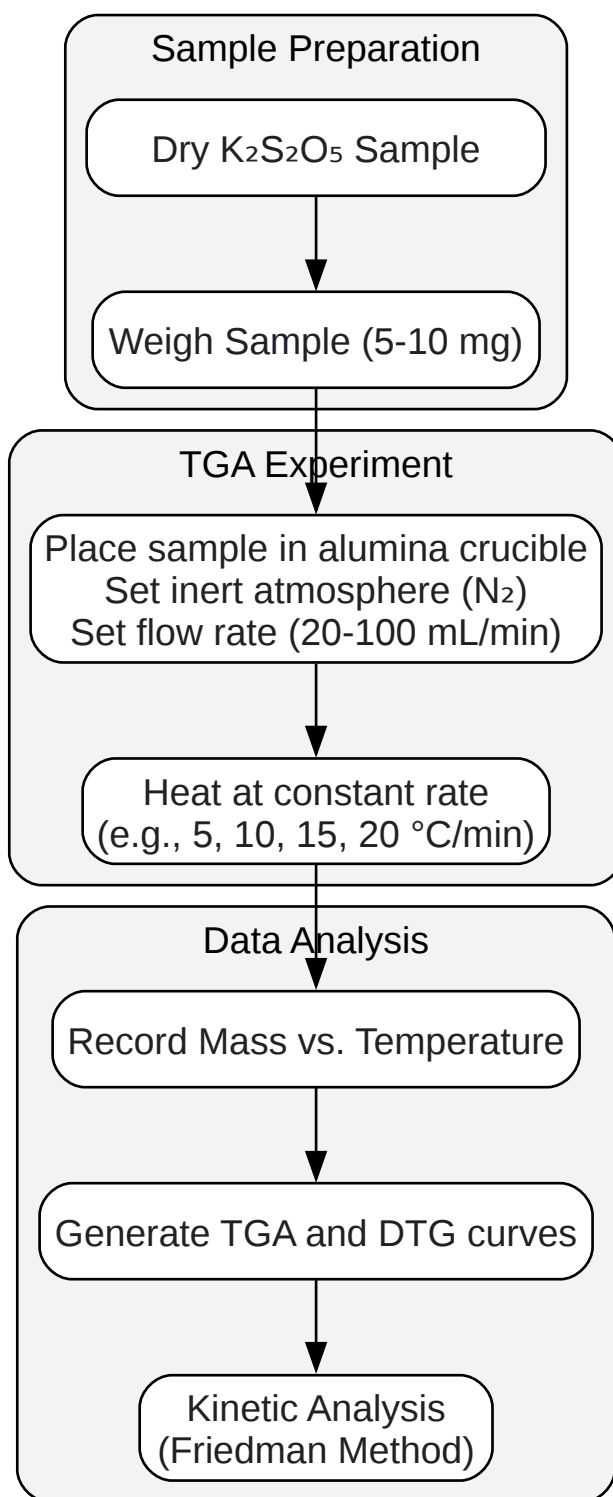 Sample Preparation
Dry K₂S₂O₅ Sample
Weigh Sample (5-10 mg)
TGA Experiment
Place sample in alumina crucible
Set inert atmosphere (N₂)
Set flow rate (20-100 mL/min)
Heat at constant rate
(e.g., 5, 10, 15, 20 °C/min)
Data Analysis
Record Mass vs. Temperature
Generate TGA and DTG curves
Kinetic Analysis
(Friedman Method)